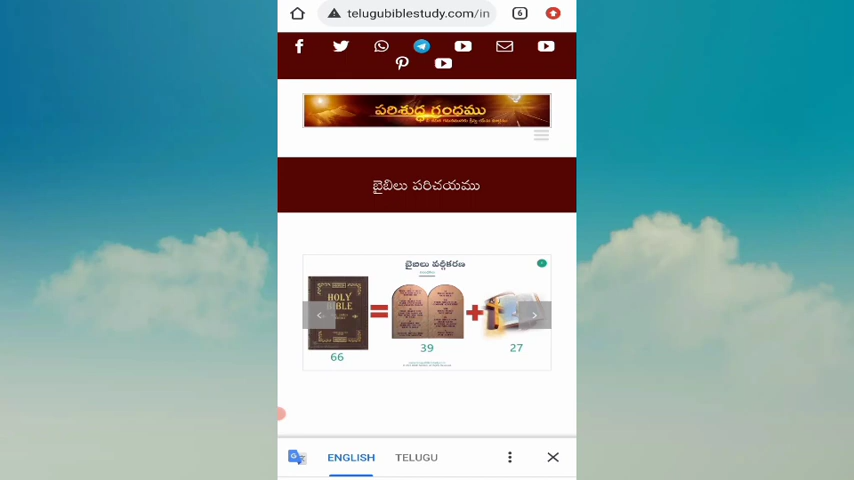 telugubiblestudy.com/in
6
పరిశుద్ధ గ్రంథము
బైబిలు పరిచయము
బైబిలు వర్గీకరణ
HOLY
BIBLE
=
+
66
39
27
ENGLISH
TELUGU